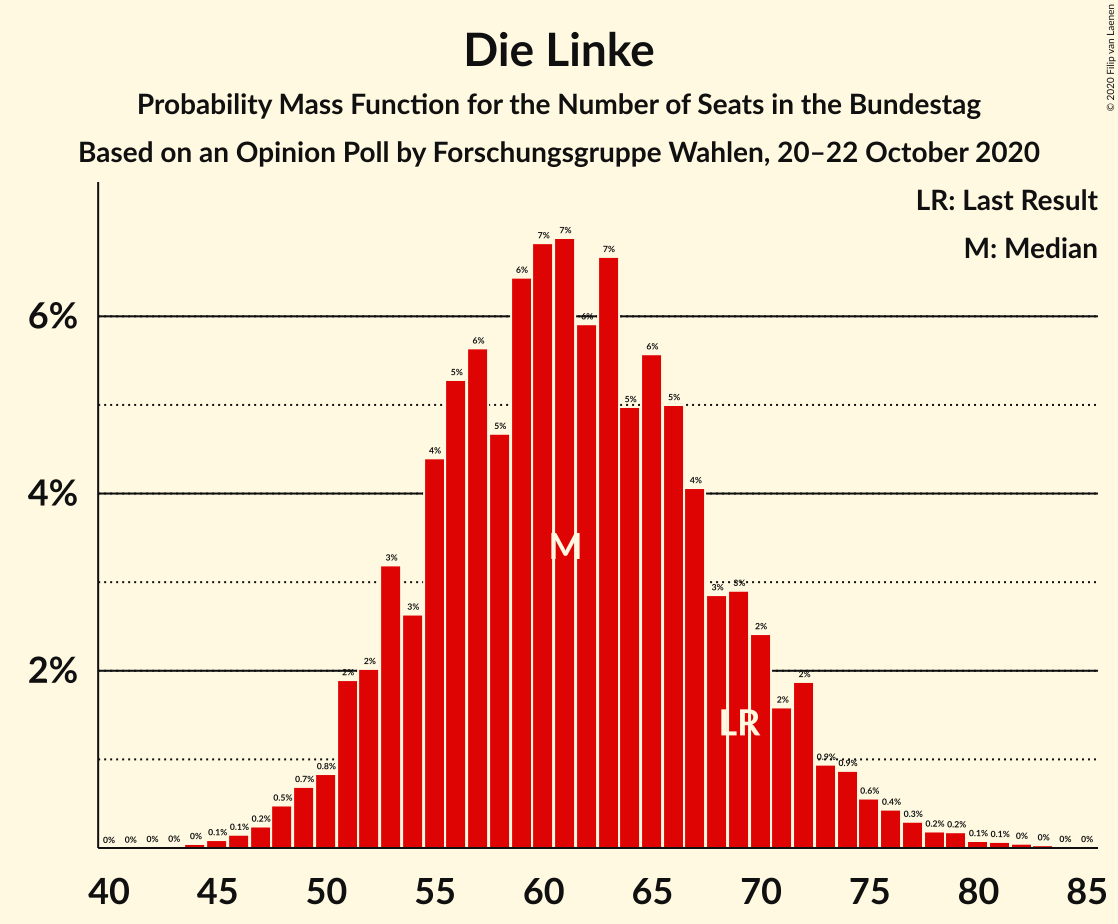 Die Linke
Probability Mass Function for the Number of Seats in the Bundestag
Based on an Opinion Poll by Forschungsgruppe Wahlen, 20–22 October 2020
© 2020 Filip van Laenen
LR: Last Result
M: Median
6%
4%
2%
0% 0% 0% 0% 0% 0.1% 0.1% 0.2% 0.5% 0.7% 0.8% 2% 2% 3% 3% 4% 5% 6% 5% 6% 7% 7% 6% 7% 5% 6% 5% 4% 3% 3% 2% 2% 2% 0.9% 0.9% 0.6% 0.4% 0.3% 0.2% 0.2% 0.1% 0.1% 0% 0% 0% 0%
M
LR
40 45 50 55 60 65 70 75 80 85